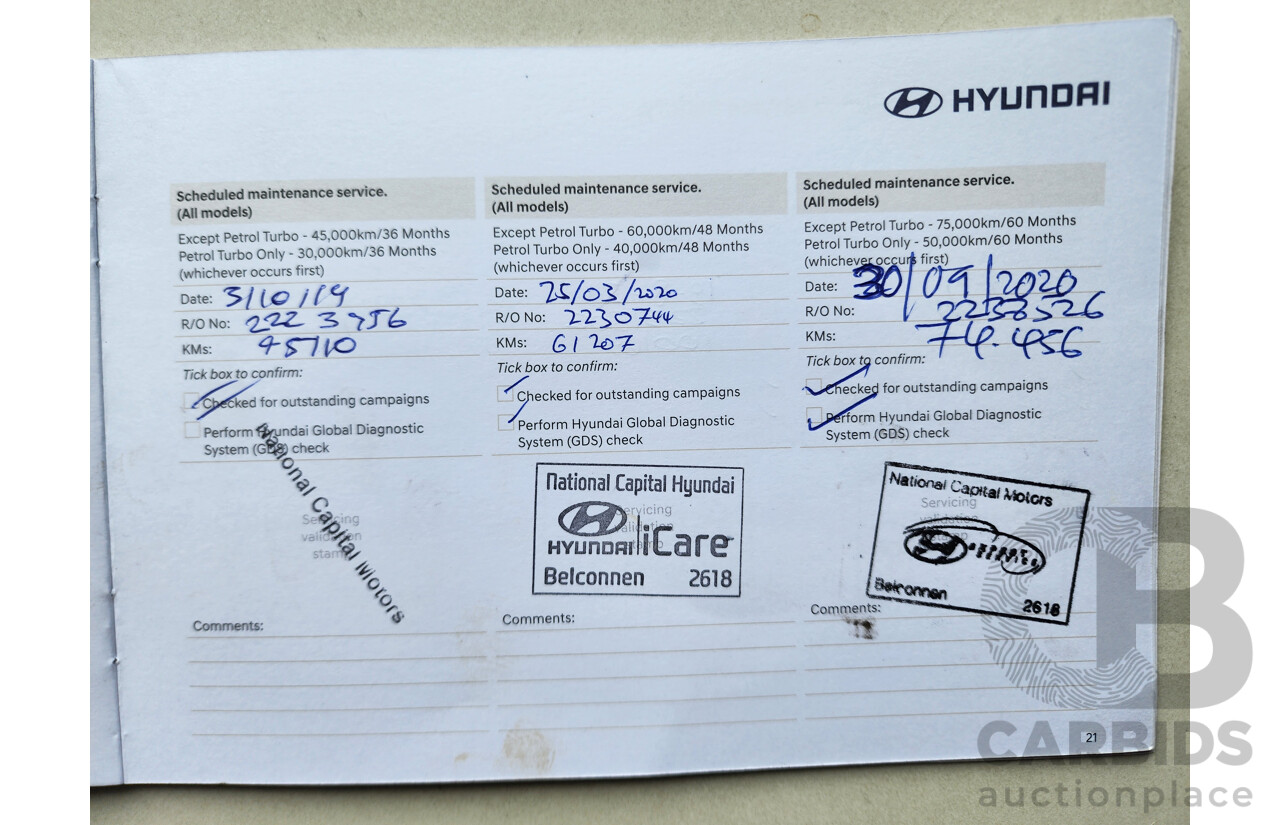 HYUNDAI
Scheduled maintenance service.
(All models)
Except Petrol Turbo - 45,000km/36 Months
Petrol Turbo Only - 30,000km/36 Months
(whichever occurs first)
Date: 3/10/19
R/O No: 222 3956
KMs: 45710
Tick box to confirm:
Checked for outstanding campaigns
Perform Hyundai Global Diagnostic
System (GDS) check
National Capital Motors
Servicing
validation
stamp
Comments:
Scheduled maintenance service.
(All models)
Except Petrol Turbo - 60,000km/48 Months
Petrol Turbo Only - 40,000km/48 Months
(whichever occurs first)
Date: 25/03/2020
R/O No: 2230744
KMs: 61207
Tick box to confirm:
Checked for outstanding campaigns
Perform Hyundai Global Diagnostic
System (GDS) check
National Capital Hyundai
Servicing
validation
stamp
HYUNDAI iCare
Belconnen 2618
Comments:
Scheduled maintenance service.
(All models)
Except Petrol Turbo - 75,000km/60 Months
Petrol Turbo Only - 50,000km/60 Months
(whichever occurs first)
Date: 30/09/2020
R/O No: 2238526
KMs: 74.456
Tick box to confirm:
Checked for outstanding campaigns
Perform Hyundai Global Diagnostic
System (GDS) check
National Capital Motors
Servicing
validation
stamp
Belconnen 2618
Comments:
21
CARBIDS
auctionplace